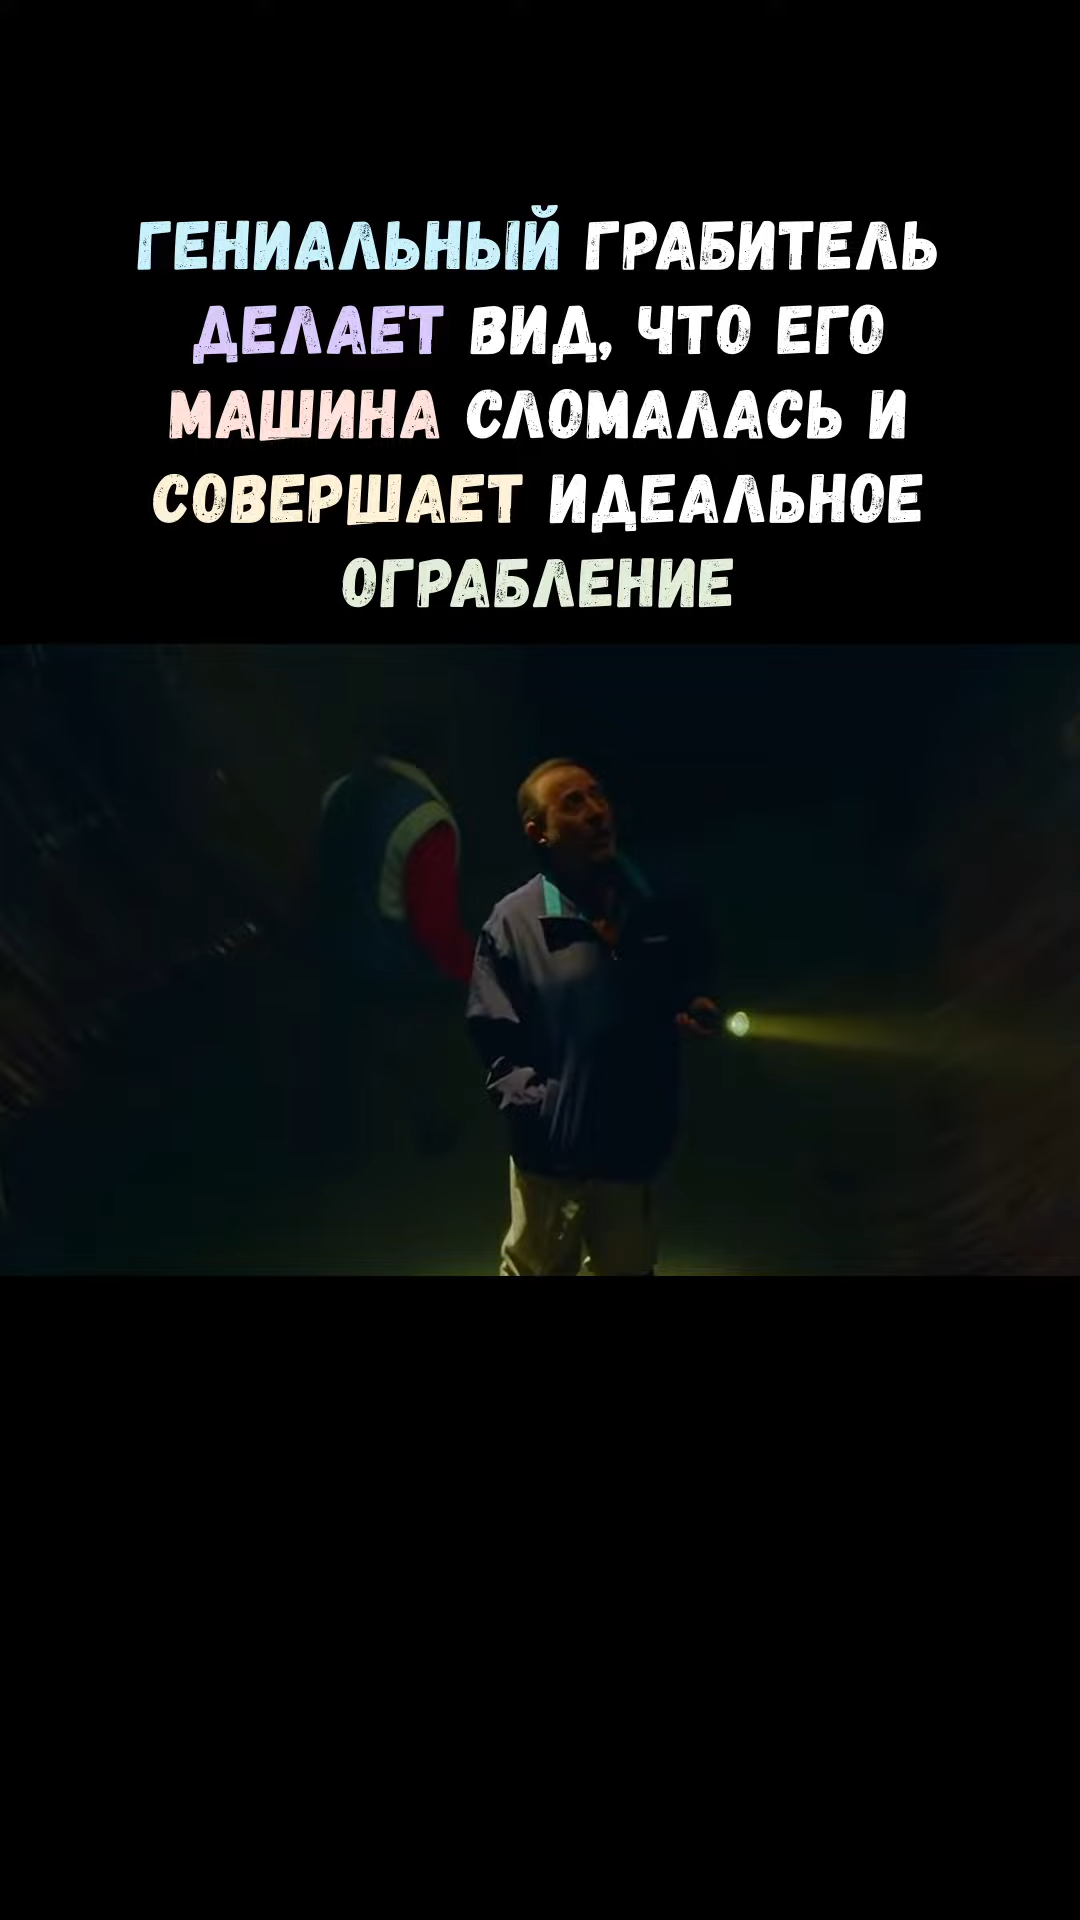 ГЕНИАЛЬНЫЙ ГРАБИТЕЛЬ
ДЕЛАЕТ ВИД, ЧТО ЕГО
МАШИНА СЛОМАЛАСЬ И
СОВЕРШАЕТ ИДЕАЛЬНОЕ
ОГРАБЛЕНИЕ